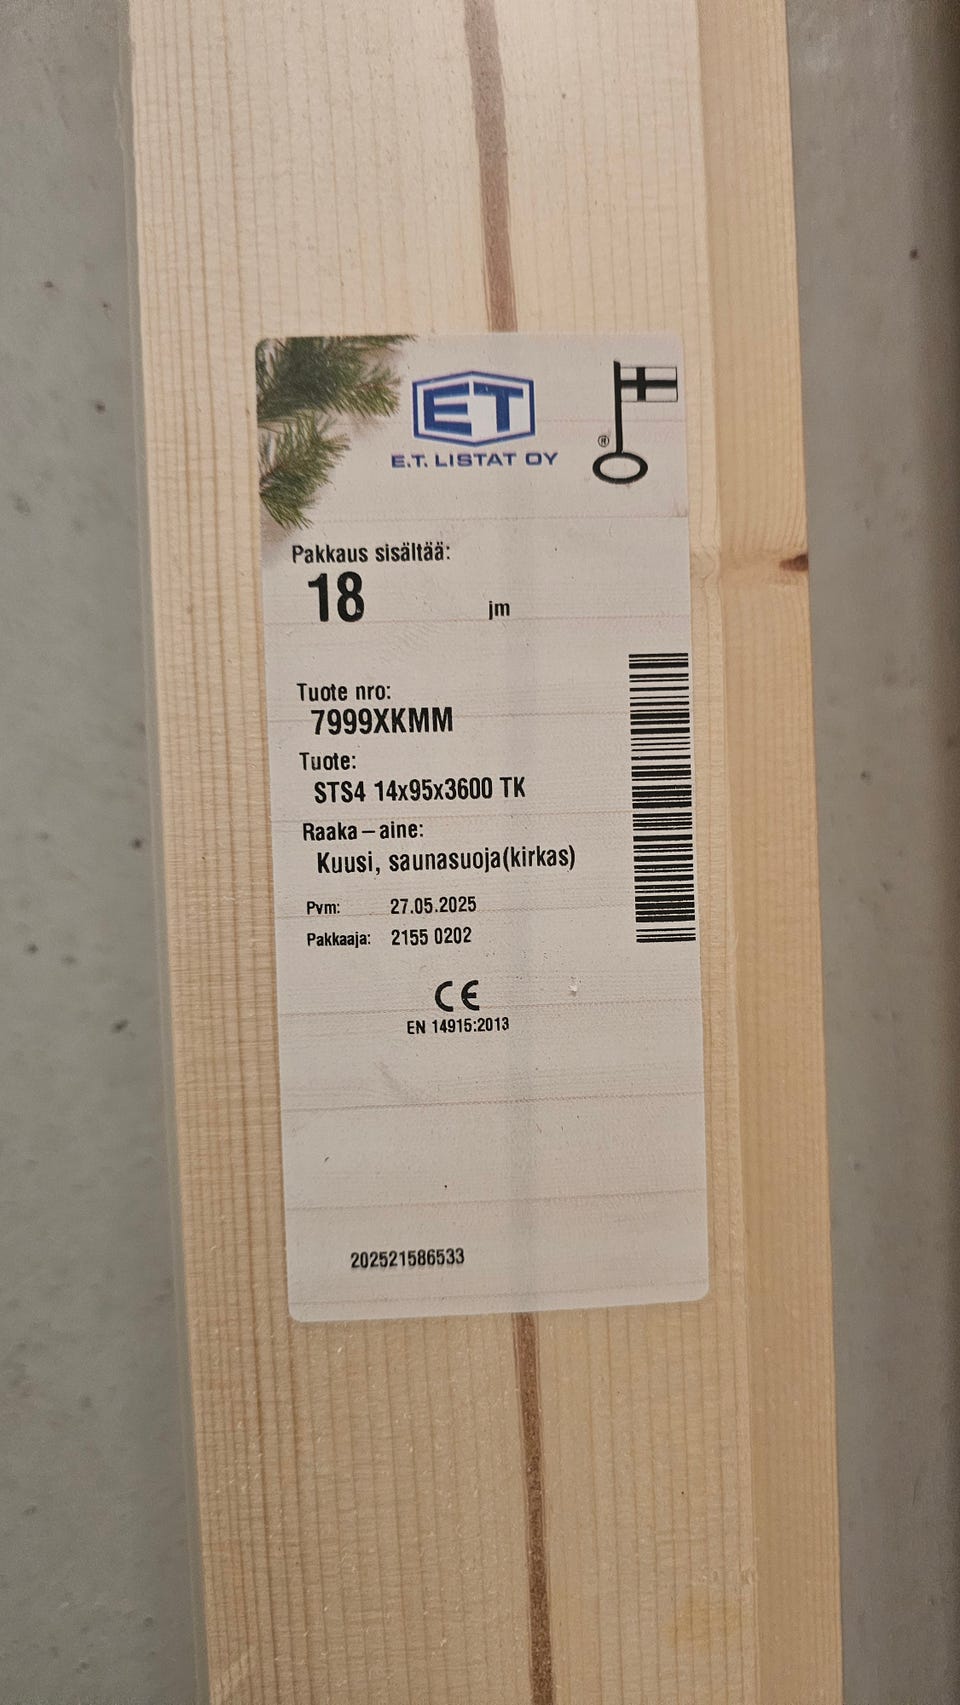 ET
E.T. LISTAT OY
®
Pakkaus sisältää:
18 jm
Tuote nro:
7999XKMM
Tuote:
STS4 14x95x3600 TK
Raaka-aine:
Kuusi, saunasuoja(kirkas)
Pvm: 27.05.2025
Pakkaaja: 2155 0202
CE
EN 14915:2013
202521586533